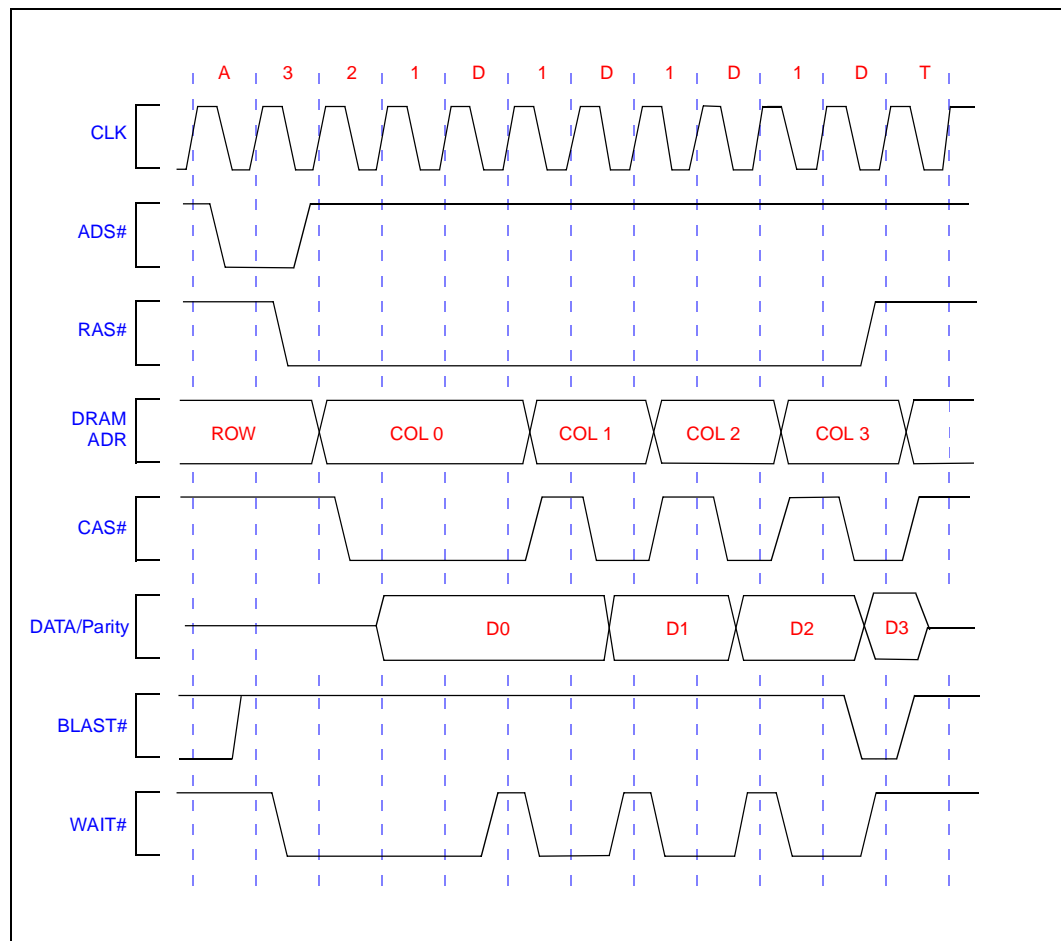 A 3 2 1 D 1 D 1 D 1 D T
CLK
ADS#
RAS#
DRAM
ADR
ROW COL 0 COL 1 COL 2 COL 3
CAS#
DATA/Parity D0 D1 D2 D3
BLAST#
WAIT#